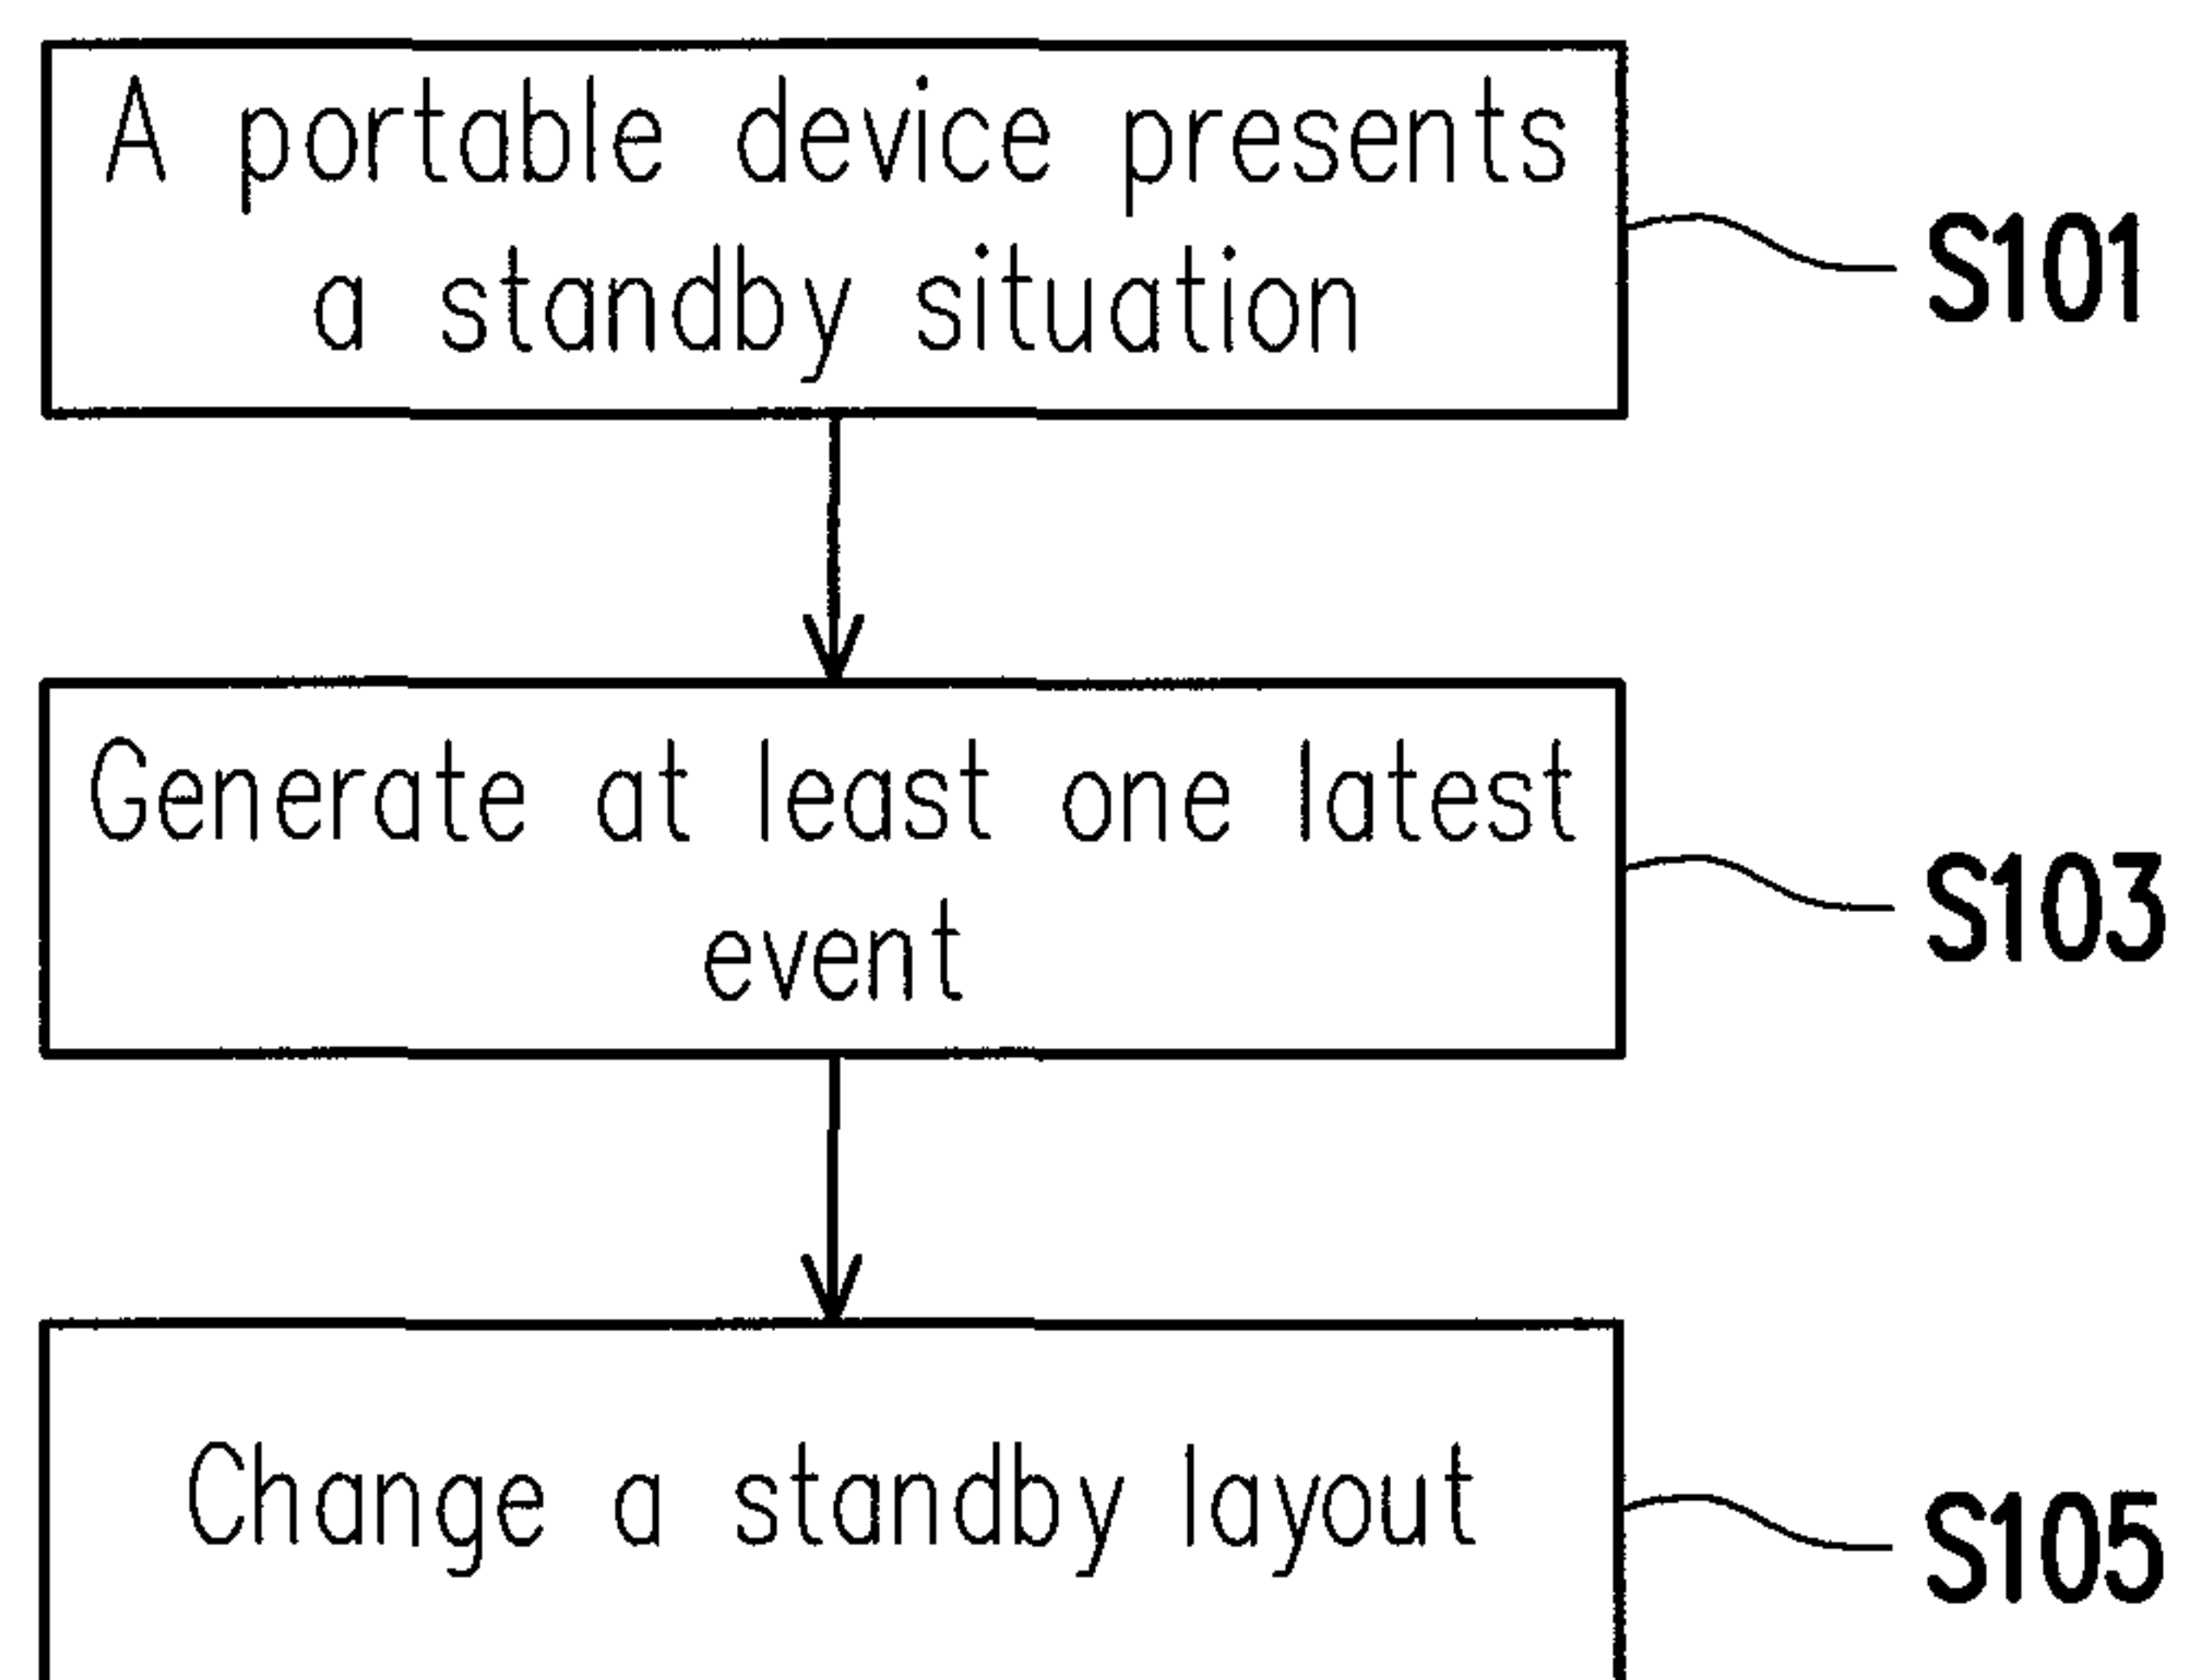 A portable device presents
a standby situation
S101
Generate at least one latest
event
S103
Change a standby layout
S105